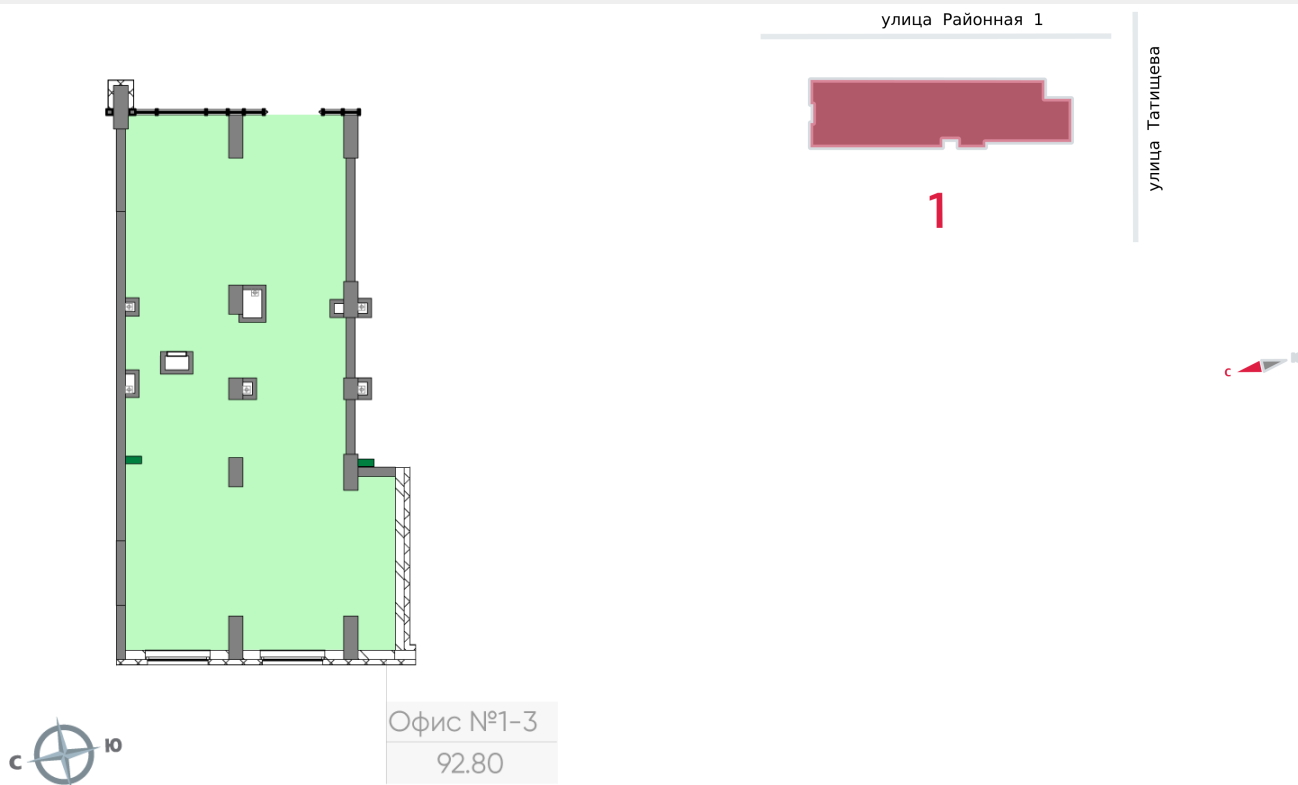 улица Районная 1
улица Татищева
1
с
Офис №1-3
92.80
с
ю